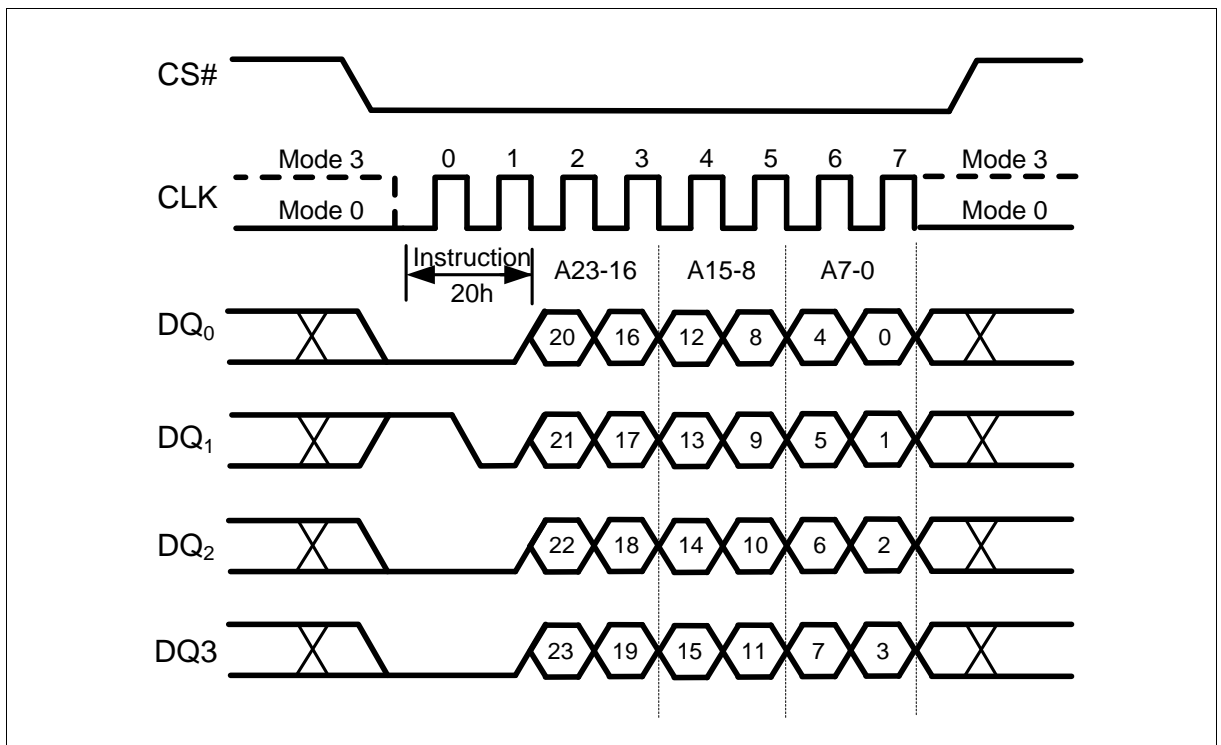 CS#
Mode 3 0 1 2 3 4 5 6 7 Mode 3
CLK
Mode 0 Mode 0
Instruction A23-16 A15-8 A7-0
20h
DQ0 20 16 12 8 4 0
DQ1 21 17 13 9 5 1
DQ2 22 18 14 10 6 2
DQ3 23 19 15 11 7 3